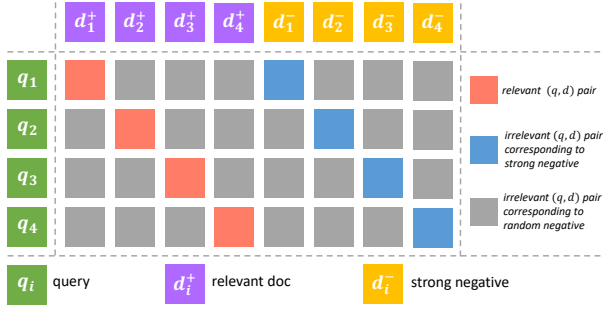 d₁⁺ d₂⁺ d₃⁺ d₄⁺ d₁⁻ d₂⁻ d₃⁻ d₄⁻
q₁
q₂
q₃
q₄
relevant (q, d) pair
irrelevant (q, d) pair
corresponding to
strong negative
irrelevant (q, d) pair
corresponding to
random negative
qᵢ query dᵢ⁺ relevant doc dᵢ⁻ strong negative